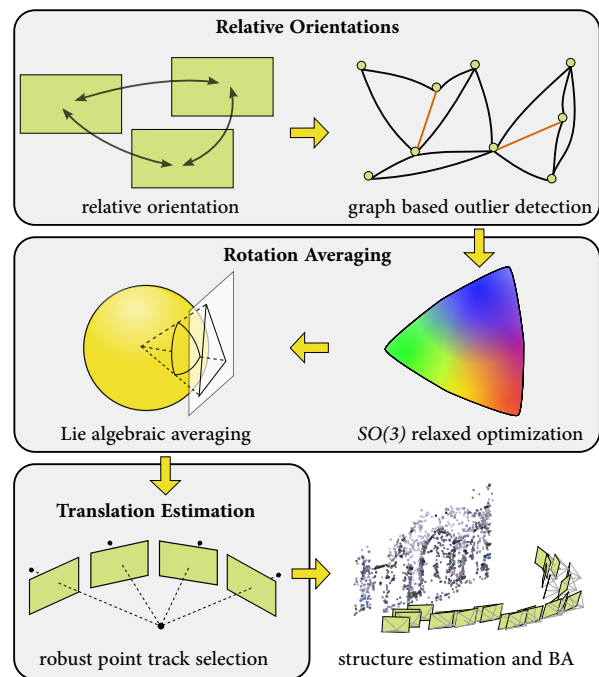 Relative Orientations
relative orientation
graph based outlier detection
Rotation Averaging
Lie algebraic averaging
SO(3) relaxed optimization
Translation Estimation
robust point track selection
structure estimation and BA